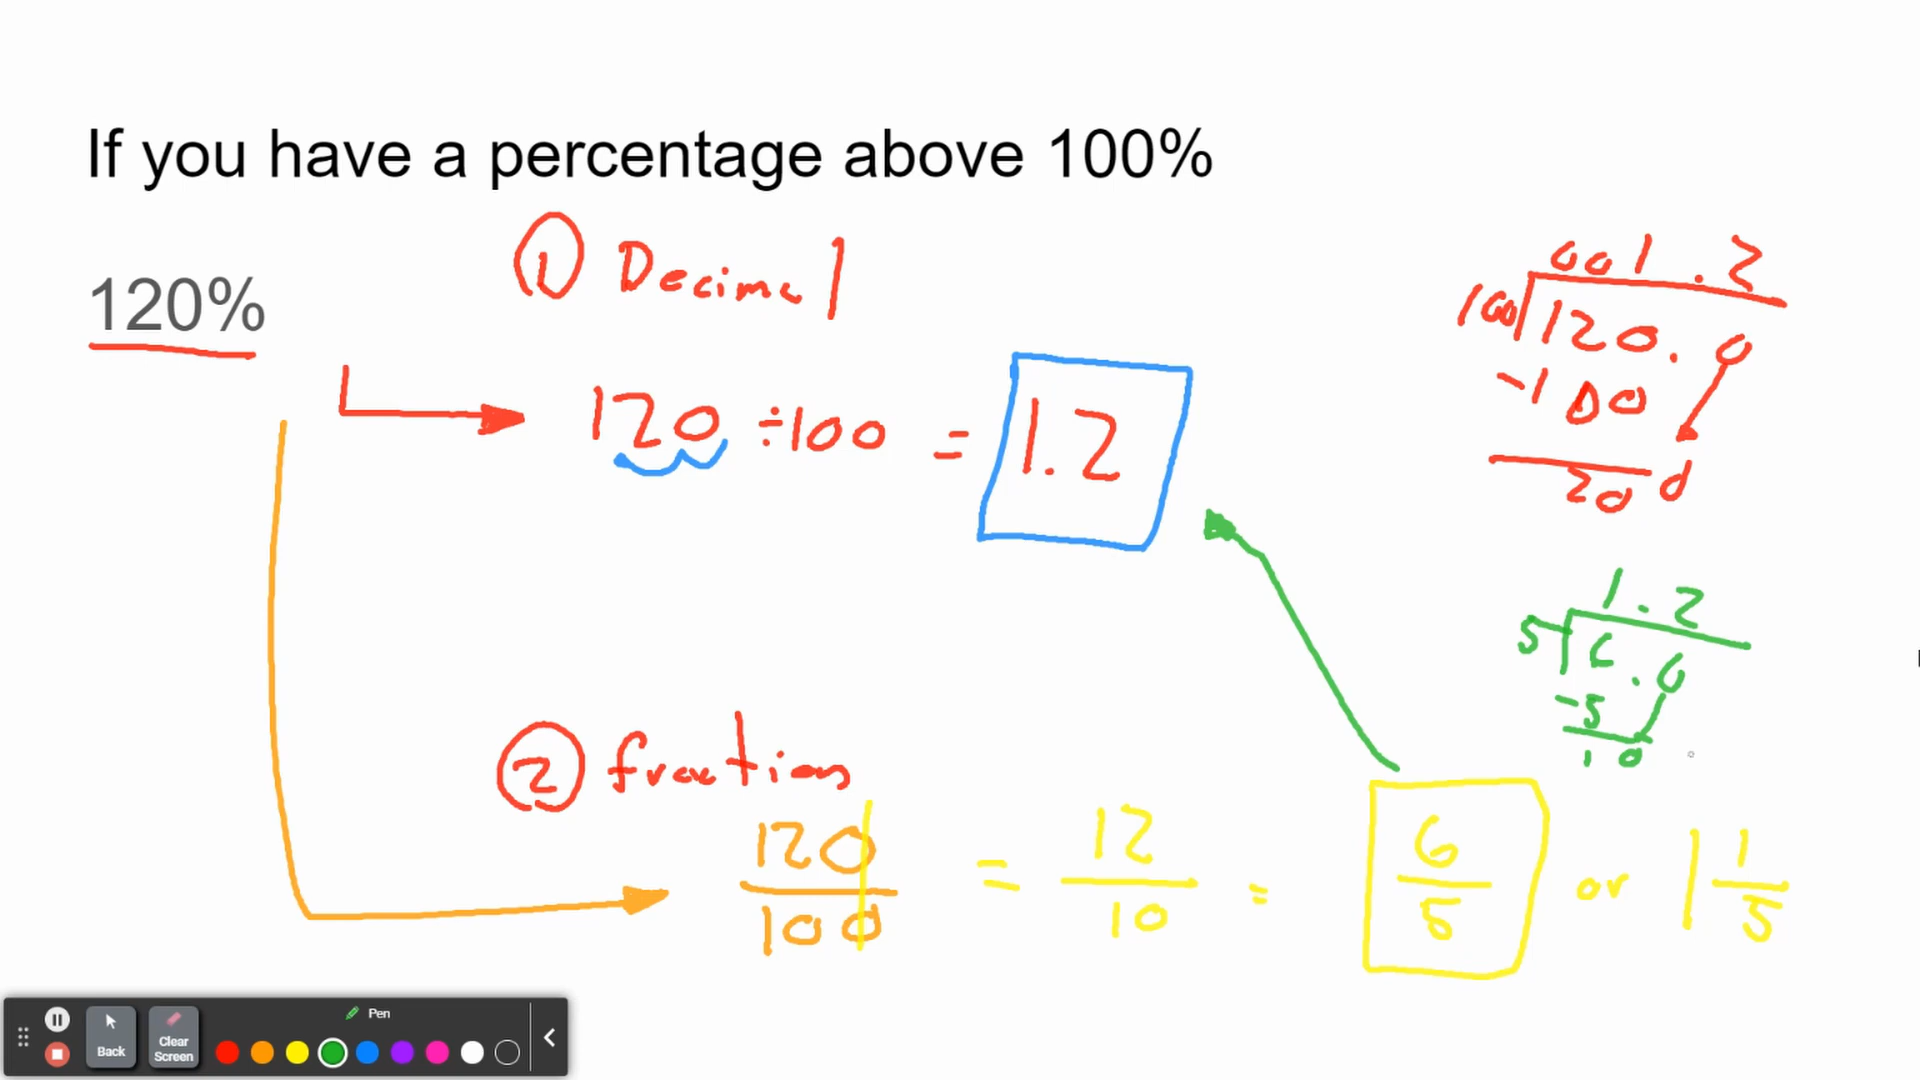 If you have a percentage above 100%
120%
① Decimal
120 ÷ 100 = 1.2
001.2
100 120.0
-100
200
1.2
5 6.0
-5
10
② fractions
120/100 = 12/10 = 6/5 or 1 1/5
Pen
Back
Clear Screen